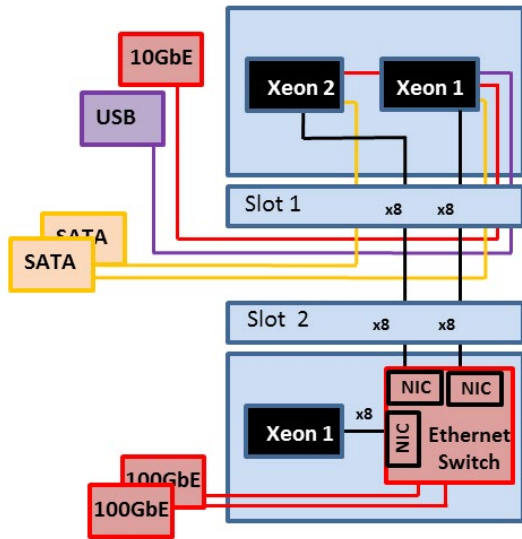 10GbE
Xeon 2
Xeon 1
USB
Slot 1
x8
x8
SATA
SATA
Slot 2
x8
x8
NIC
NIC
x8
Xeon 1
NIC
Ethernet
Switch
100GbE
100GbE